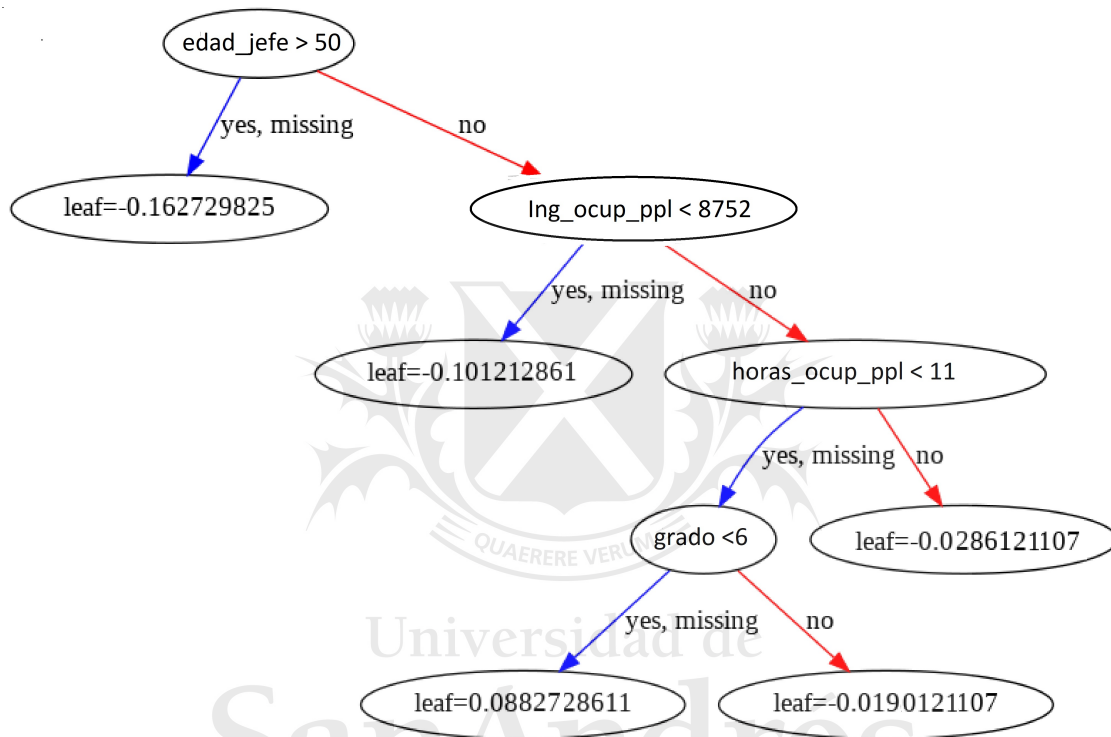 edad_jefe > 50
yes, missing
no
leaf=-0.162729825
Ing_ocup_ppl < 8752
yes, missing
no
leaf=-0.101212861
horas_ocup_ppl < 11
yes, missing
no
grado <6
leaf=-0.0286121107
QUAERERE VERUM
yes, missing
no
Universidad de
leaf=0.0882728611
leaf=-0.0190121107
SanAndrés